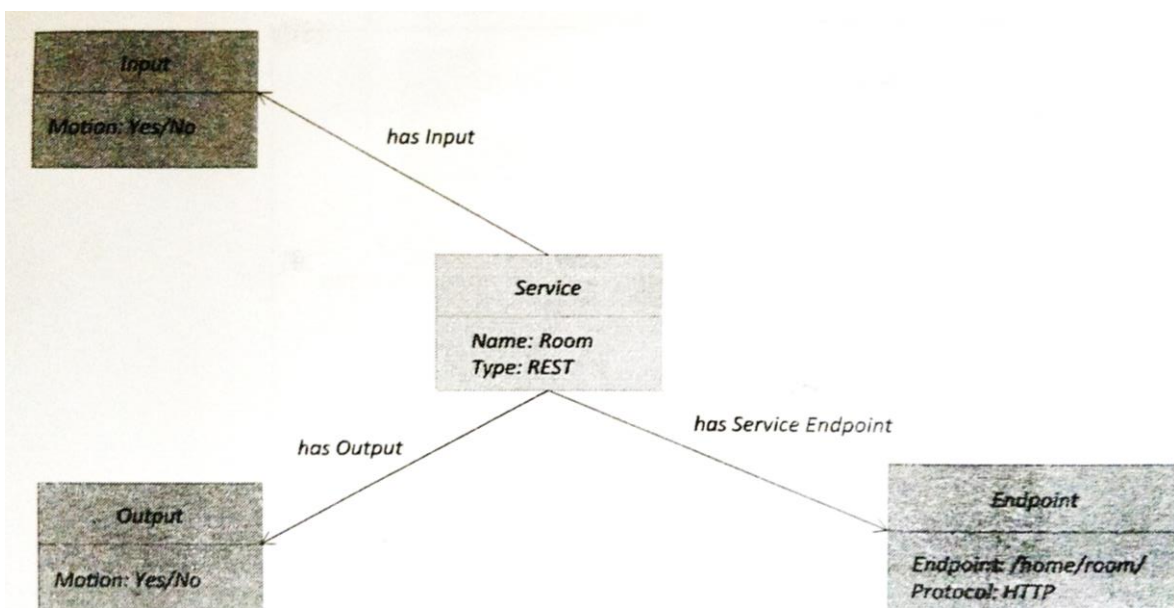 Input
Motion: Yes/No
has Input
Service
Name: Room
Type: REST
has Output
has Service Endpoint
Output
Motion: Yes/No
Endpoint
Endpoint: /home/room/
Protocol: HTTP